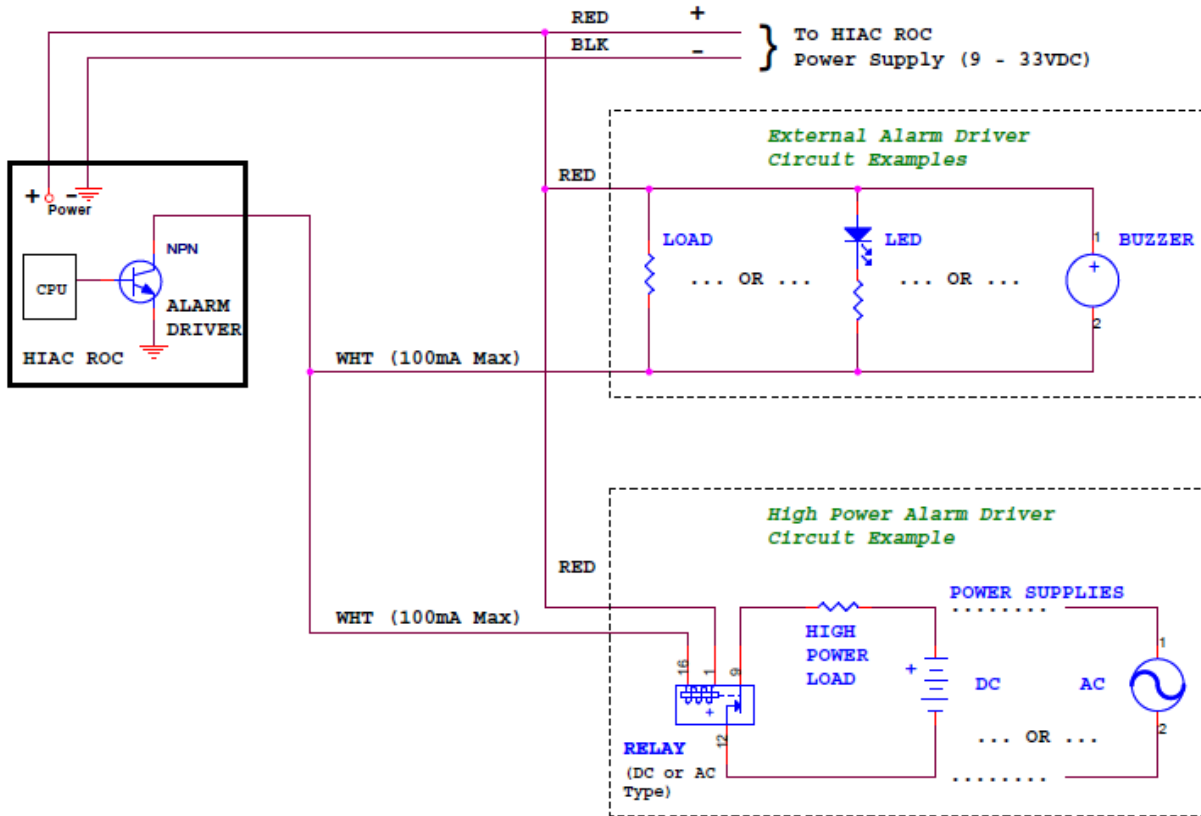 RED +
BLK -
To HIAC ROC
Power Supply (9 - 33VDC)
}
External Alarm Driver
Circuit Examples
RED
+ -
Power
NPN
CPU
ALARM
DRIVER
HIAC ROC
LOAD
... OR ...
LED
... OR ...
1
BUZZER
+
2
WHT (100mA Max)
High Power Alarm Driver
Circuit Example
RED
POWER SUPPLIES
........
WHT (100mA Max)
HIGH
POWER
LOAD
16
1
9
+
12
+
DC
AC
1
2
... OR ...
........
RELAY
(DC or AC
Type)